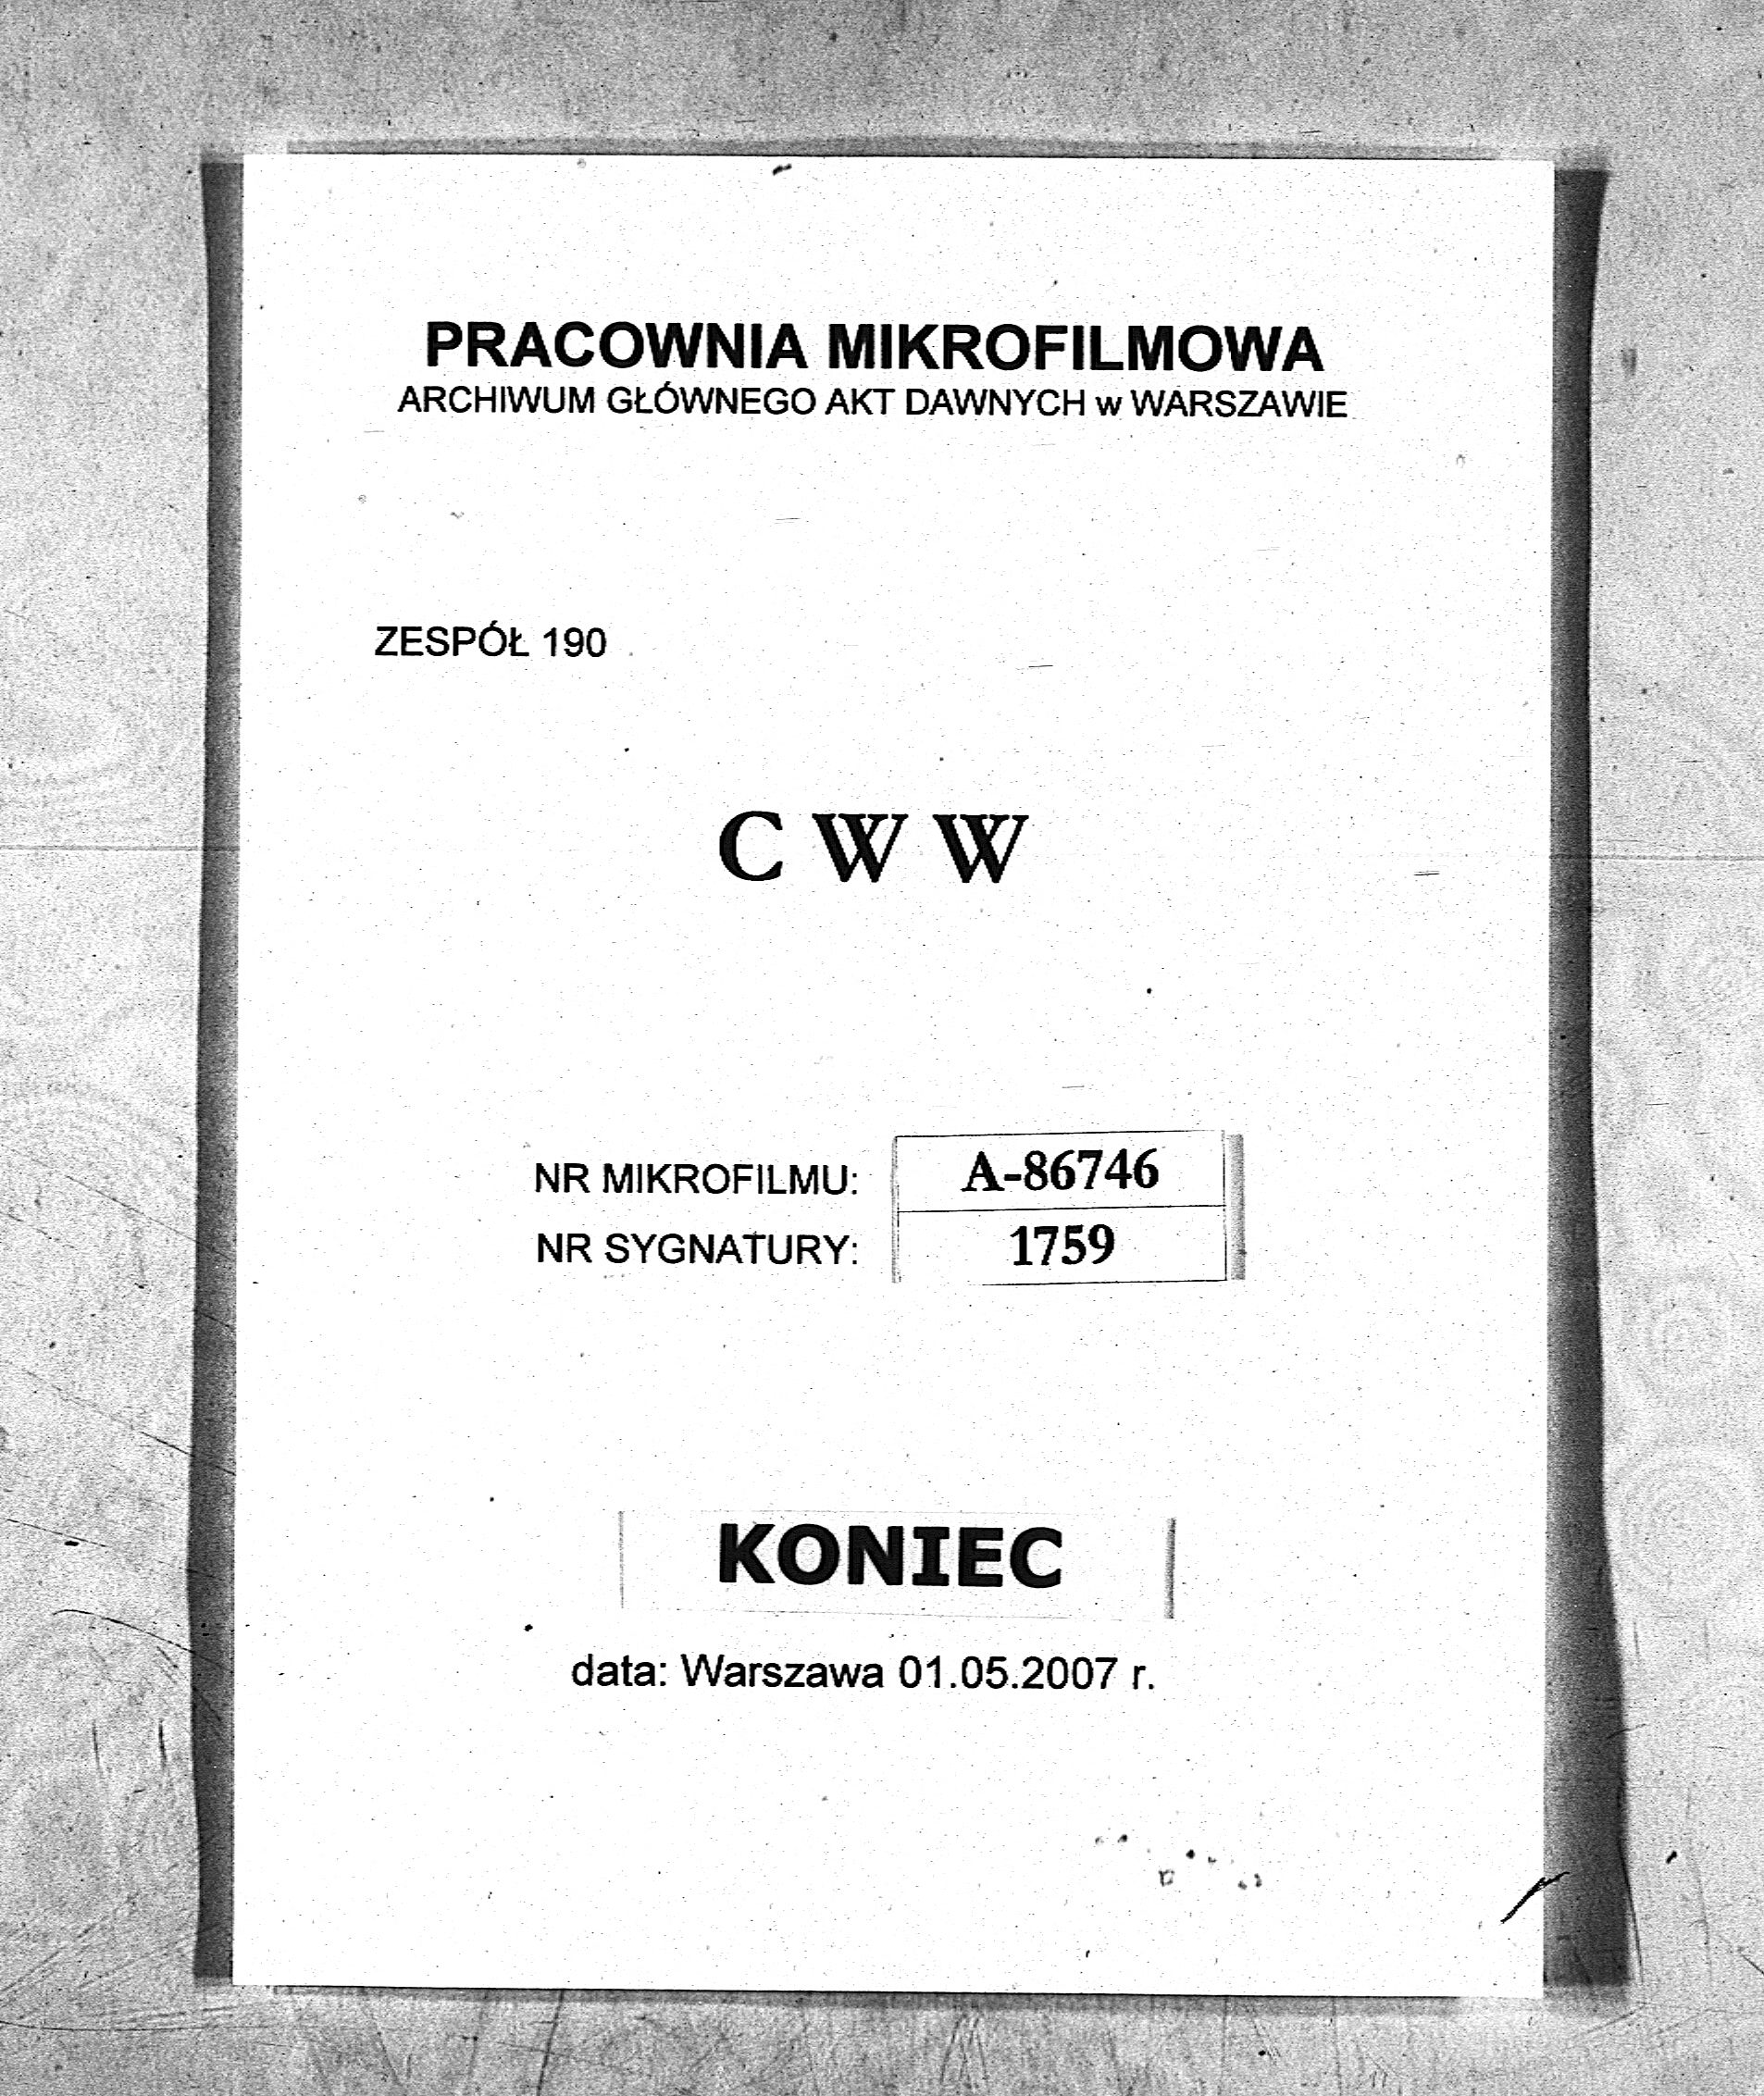 PRACOWNIA MIKROFILMOWA
ARCHIWUM GŁÓWNEGO AKT DAWNYCH w WARSZAWIE
ZESPÓŁ 190
C W W
NR MIKROFILMU: A-86746
NR SYGNATURY: 1759
KONIEC
data: Warszawa 01.05.2007 r.